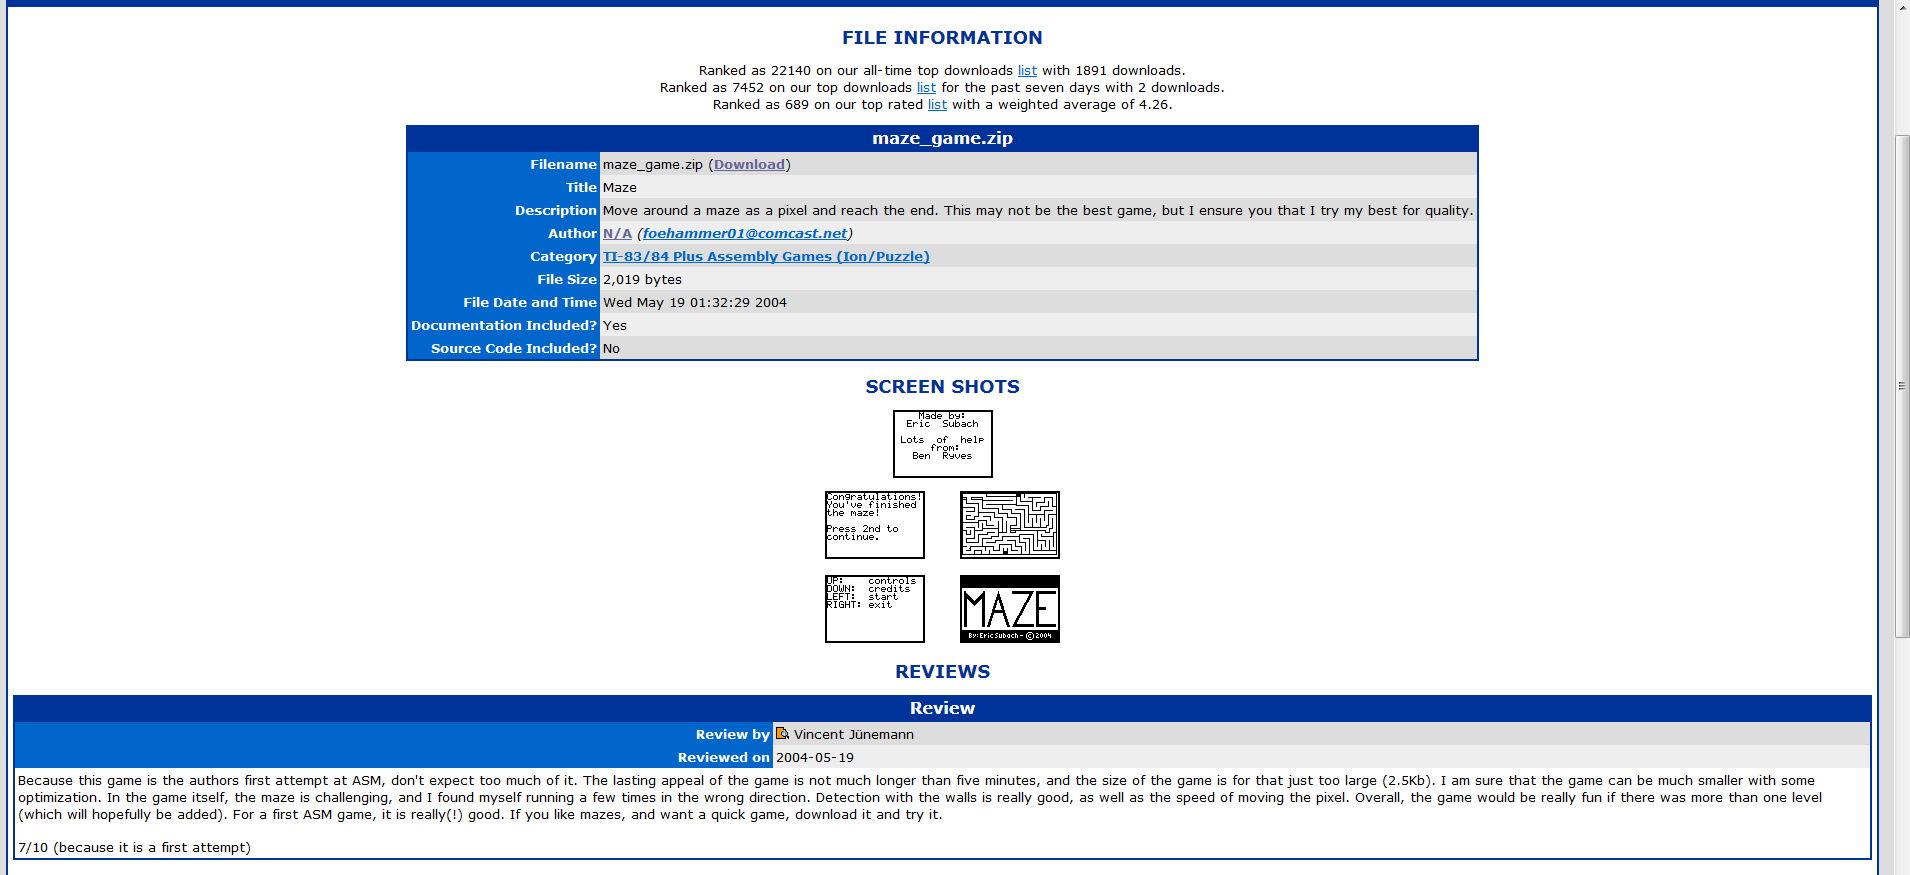 FILE INFORMATION
Ranked as 22140 on our all-time top downloads list with 1891 downloads.
Ranked as 7452 on our top downloads list for the past seven days with 2 downloads.
Ranked as 689 on our top rated list with a weighted average of 4.26.
maze_game.zip
Filename maze_game.zip (Download)
Title Maze
Description Move around a maze as a pixel and reach the end. This may not be the best game, but I ensure you that I try my best for quality.
Author N/A (foehammer01@comcast.net)
Category TI-83/84 Plus Assembly Games (Ion/Puzzle)
File Size 2,019 bytes
File Date and Time Wed May 19 01:32:29 2004
Documentation Included? Yes
Source Code Included? No
SCREEN SHOTS
Made by:
Eric Subach
Lots of help
from:
Ben Ryves
Congratulations!
You've finished
the maze!
Press 2nd to
continue.
UP: controls
DOWN: credits
LEFT: start
RIGHT: exit
MAZE
By: Eric Subach - © 2004
REVIEWS
Review
Review by Vincent Jünemann
Reviewed on 2004-05-19
Because this game is the authors first attempt at ASM, don't expect too much of it. The lasting appeal of the game is not much longer than five minutes, and the size of the game is for that just too large (2.5Kb). I am sure that the game can be much smaller with some
optimization. In the game itself, the maze is challenging, and I found myself running a few times in the wrong direction. Detection with the walls is really good, as well as the speed of moving the pixel. Overall, the game would be really fun if there was more than one level
(which will hopefully be added). For a first ASM game, it is really(!) good. If you like mazes, and want a quick game, download it and try it.
7/10 (because it is a first attempt)